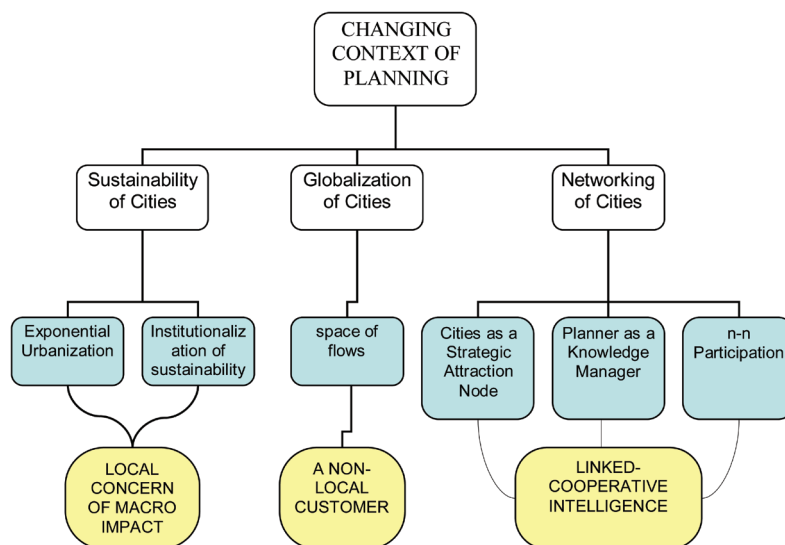 CHANGING
CONTEXT OF
PLANNING
Sustainability
of Cities
Globalization
of Cities
Networking
of Cities
Exponential
Urbanization
Institutionaliz
ation of
sustainability
space of
flows
Cities as a
Strategic
Attraction
Node
Planner as a
Knowledge
Manager
n-n
Participation
LOCAL
CONCERN
OF MACRO
IMPACT
A NON-
LOCAL
CUSTOMER
LINKED-
COOPERATIVE
INTELLIGENCE